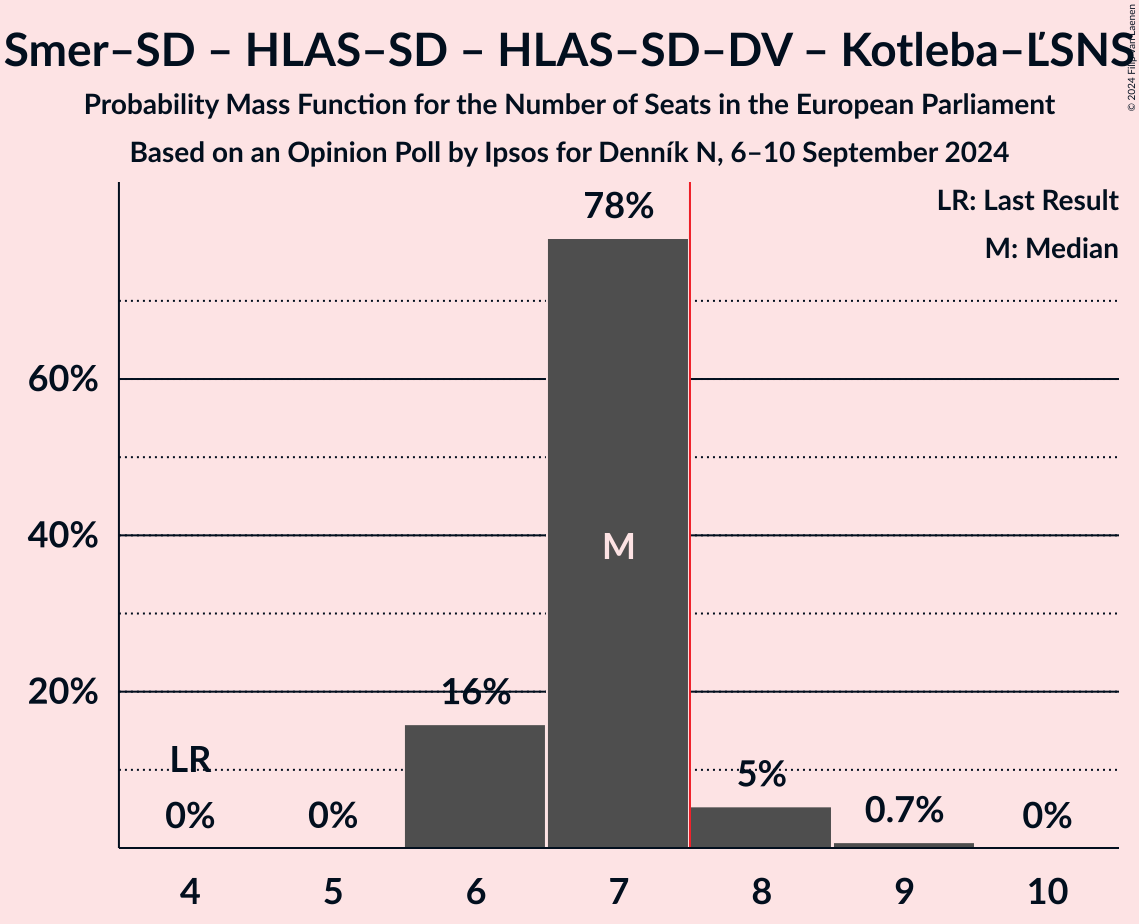 Smer–SD – HLAS–SD – HLAS–SD–DV – Kotleba–ĽSNS
Probability Mass Function for the Number of Seats in the European Parliament
Based on an Opinion Poll by Ipsos for Denník N, 6–10 September 2024
© 2024 Filip van Laenen
LR: Last Result
M: Median
78%
60%
M
40%
20%
16%
LR
5%
0%
0%
0.7%
0%
4 5 6 7 8 9 10